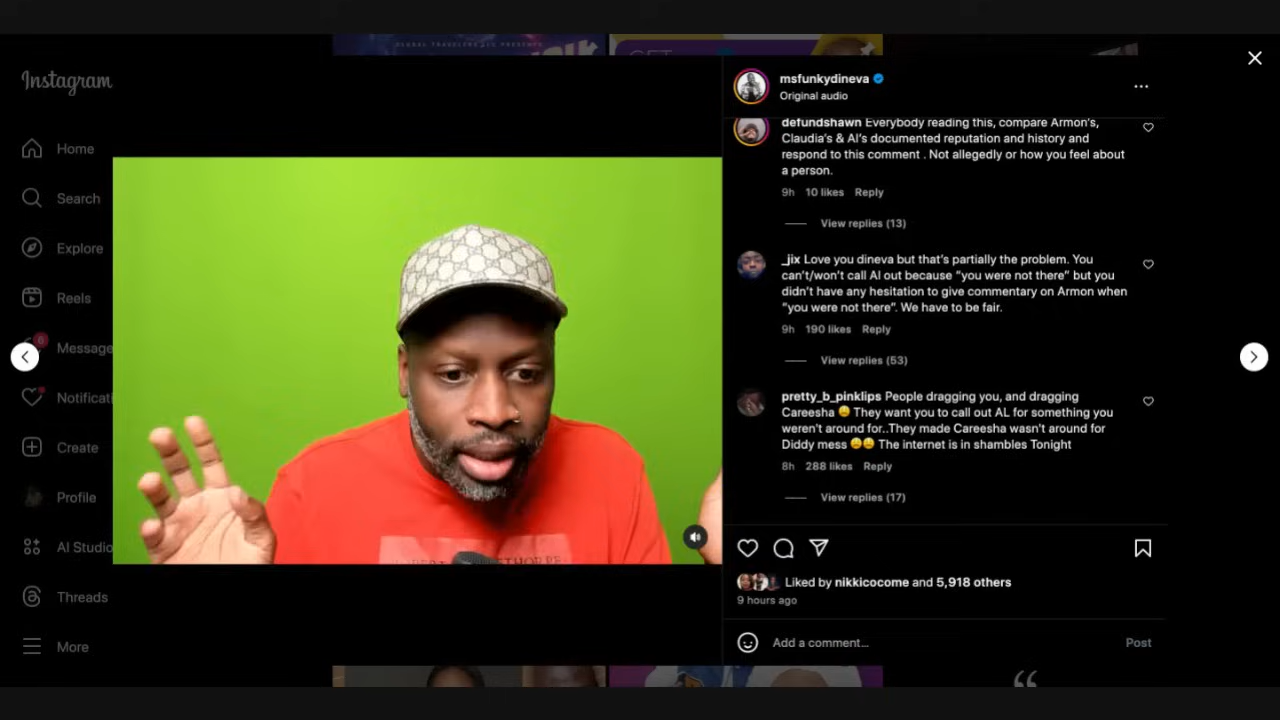 GLOBAL TRAVELERS PRESENTS
GET
Instagram
Home
Search
Explore
Reels
6
Message
Notificati
Create
Profile
AI Studio
Threads
More
msfunkydineva
Original audio
defundshawn Everybody reading this, compare Armon's,
Claudia's & Al's documented reputation and history and
respond to this comment . Not allegedly or how you feel about
a person.
9h 10 likes Reply
View replies (13)
_jix Love you dineva but that's partially the problem. You
can't/won't call Al out because "you were not there" but you
didn't have any hesitation to give commentary on Armon when
"you were not there". We have to be fair.
9h 190 likes Reply
View replies (53)
pretty_b_pinklips People dragging you, and dragging
Careesha 😩 They want you to call out AL for something you
weren't around for..They made Careesha wasn't around for
Diddy mess 😩😩 The internet is in shambles Tonight
8h 288 likes Reply
View replies (17)
Liked by nikkicocome and 5,918 others
9 hours ago
Add a comment...
Post